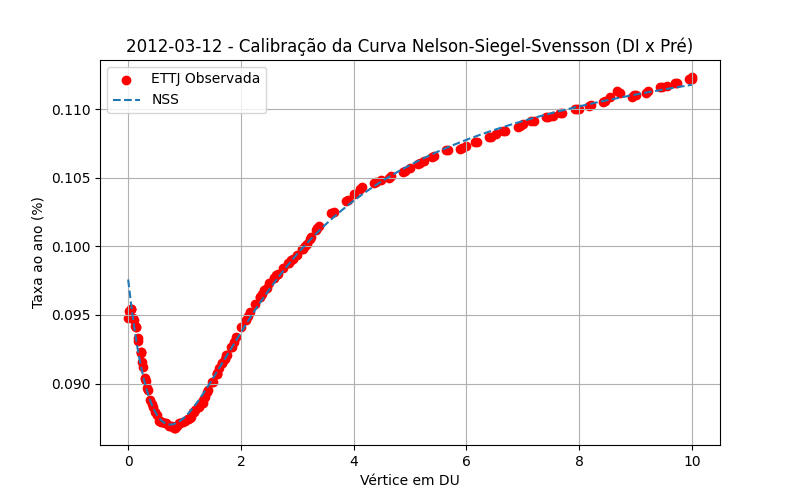 2012-03-12 - Calibração da Curva Nelson-Siegel-Svensson (DI x Pré)
ETTJ Observada
NSS
Taxa ao ano (%)
0.110
0.105
0.100
0.095
0.090
0
2
4
6
8
10
Vértice em DU